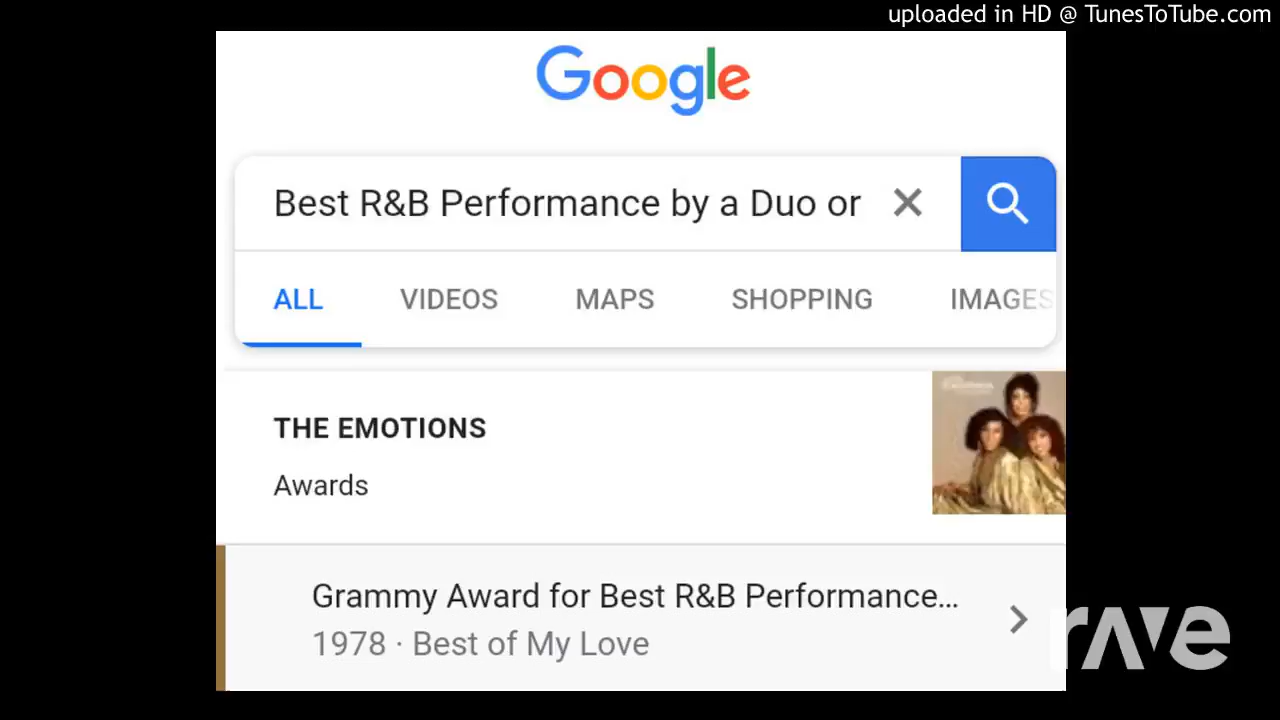 uploaded in HD @ TunesToTube.com
Google
Best R&B Performance by a Duo or
ALL VIDEOS MAPS SHOPPING IMAGES
THE EMOTIONS
Awards
Grammy Award for Best R&B Performance...
1978 · Best of My Love
rave